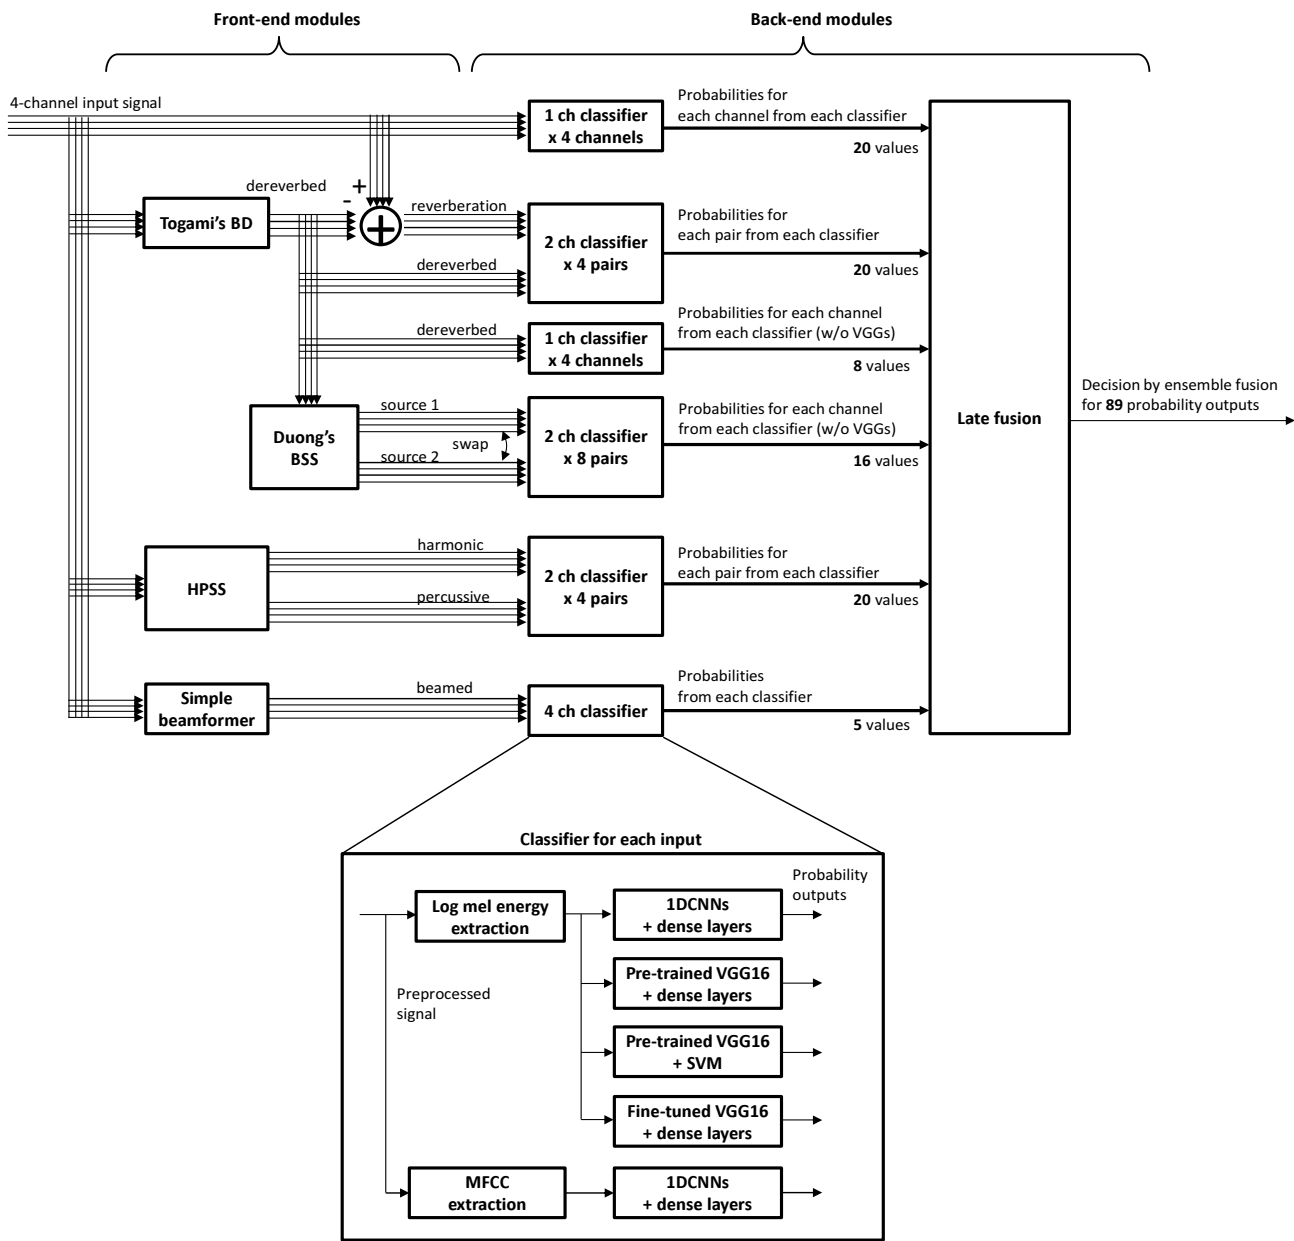 Front-end modules
Back-end modules
4-channel input signal
1 ch classifier
x 4 channels
Probabilities for
each channel from each classifier
20 values
dereverbed
+
-
Togami's BD
reverberation
dereverbed
2 ch classifier
x 4 pairs
Probabilities for
each pair from each classifier
20 values
dereverbed
1 ch classifier
x 4 channels
Probabilities for each channel
from each classifier (w/o VGGs)
8 values
Duong's
BSS
source 1
swap
source 2
2 ch classifier
x 8 pairs
Probabilities for each channel
from each classifier (w/o VGGs)
16 values
Late fusion
Decision by ensemble fusion
for 89 probability outputs
HPSS
harmonic
percussive
2 ch classifier
x 4 pairs
Probabilities for
each pair from each classifier
20 values
Simple
beamformer
beamed
4 ch classifier
Probabilities
from each classifier
5 values
Classifier for each input
Probability
outputs
Log mel energy
extraction
1DCNNs
+ dense layers
Preprocessed
signal
Pre-trained VGG16
+ dense layers
Pre-trained VGG16
+ SVM
Fine-tuned VGG16
+ dense layers
MFCC
extraction
1DCNNs
+ dense layers